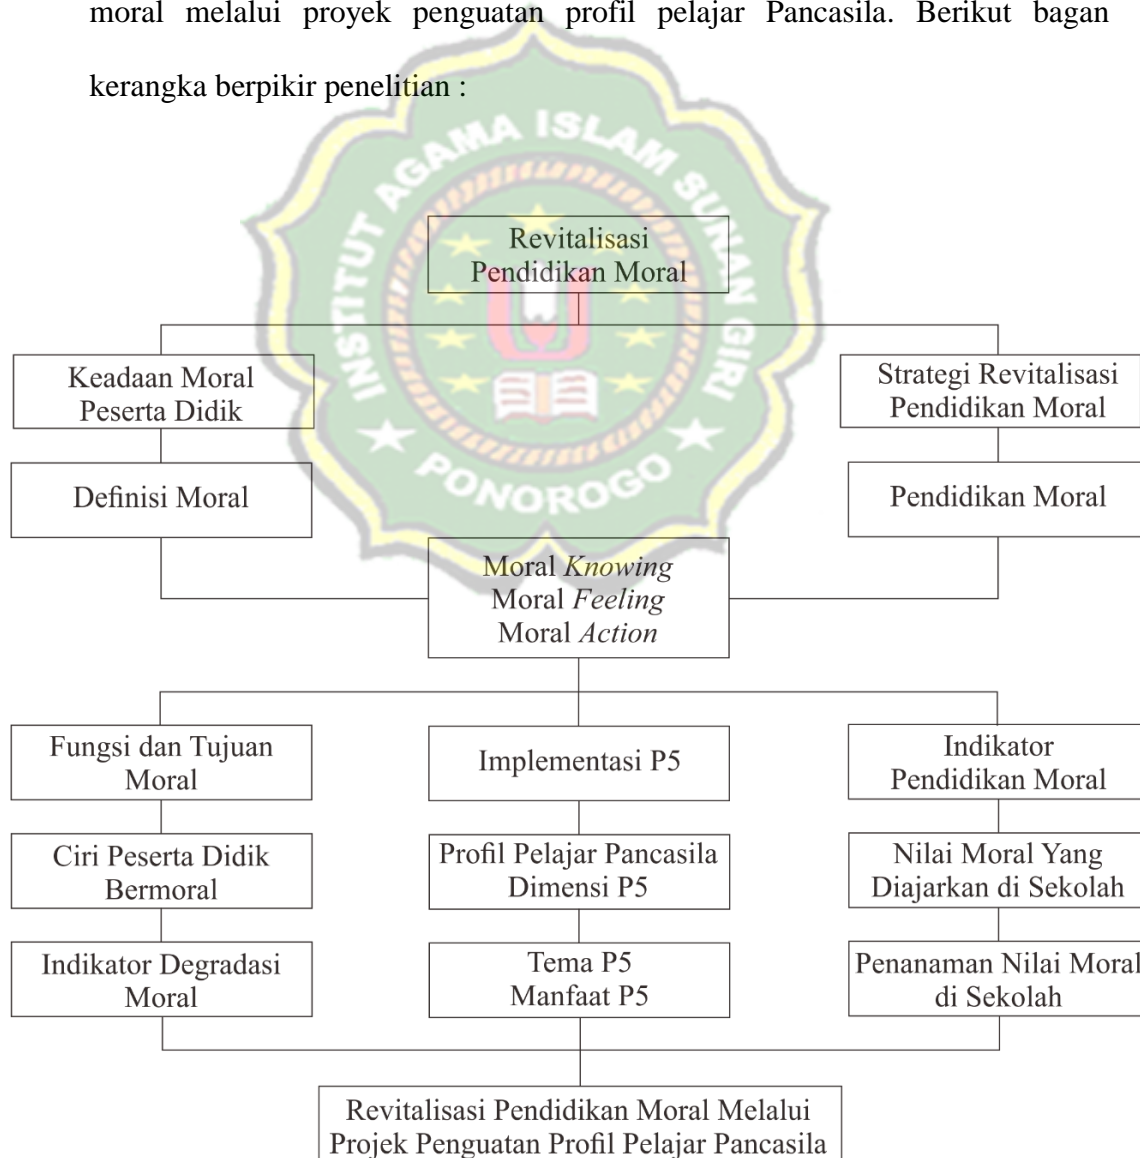 moral melalui proyek penguatan profil pelajar Pancasila. Berikut bagan
kerangka berpikir penelitian :
INSTITUT AGAMA ISLAM SUNAN GIRI
PONOROGO
Revitalisasi
Pendidikan Moral
Keadaan Moral
Peserta Didik
Strategi Revitalisasi
Pendidikan Moral
Definisi Moral
Pendidikan Moral
Moral Knowing
Moral Feeling
Moral Action
Fungsi dan Tujuan
Moral
Implementasi P5
Indikator
Pendidikan Moral
Ciri Peserta Didik
Bermoral
Profil Pelajar Pancasila
Dimensi P5
Nilai Moral Yang
Diajarkan di Sekolah
Indikator Degradasi
Moral
Tema P5
Manfaat P5
Penanaman Nilai Moral
di Sekolah
Revitalisasi Pendidikan Moral Melalui
Projek Penguatan Profil Pelajar Pancasila